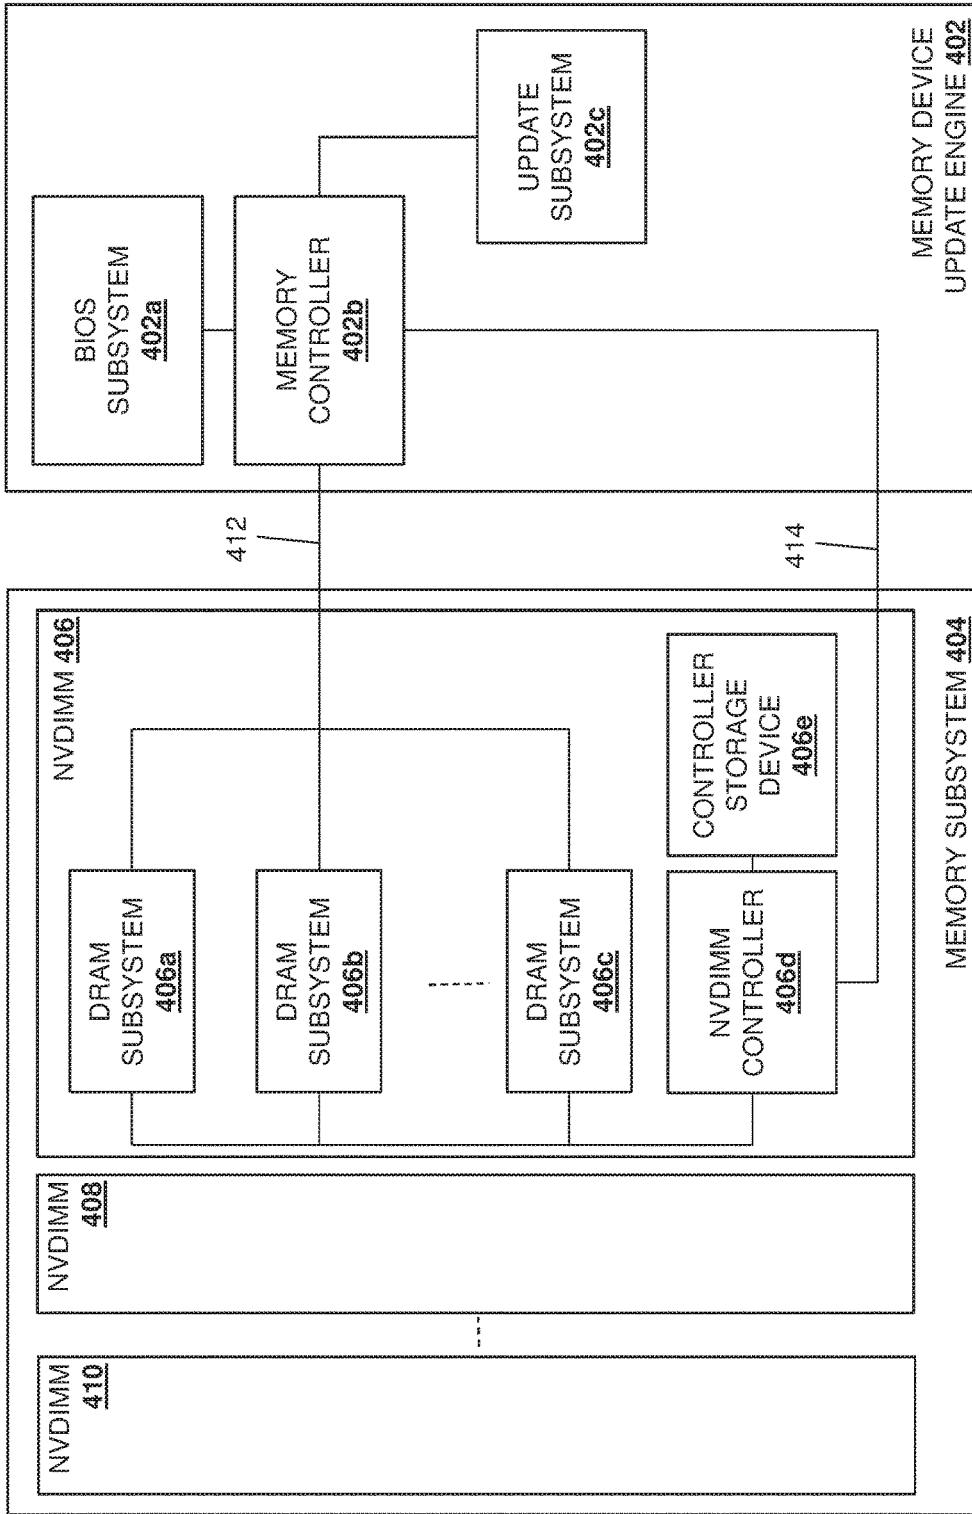 NVDIMM
410
NVDIMM
408
NVDIMM 406
DRAM
SUBSYSTEM
406a
DRAM
SUBSYSTEM
406b
DRAM
SUBSYSTEM
406c
NVDIMM
CONTROLLER
406d
CONTROLLER
STORAGE
DEVICE
406e
MEMORY SUBSYSTEM 404
412
414
BIOS
SUBSYSTEM
402a
MEMORY
CONTROLLER
402b
UPDATE
SUBSYSTEM
402c
MEMORY DEVICE
UPDATE ENGINE 402